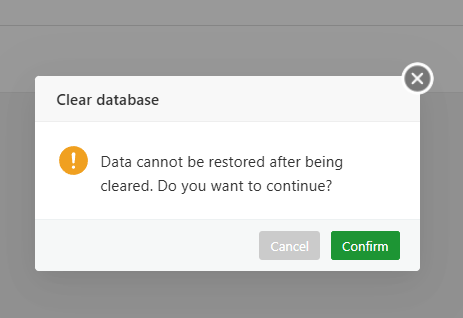 Clear database
Data cannot be restored after being
cleared. Do you want to continue?
Cancel
Confirm